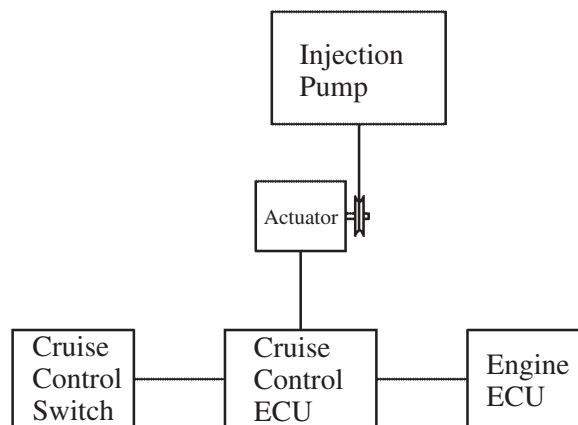 Injection
Pump
Actuator
Cruise
Control
Switch
Cruise
Control
ECU
Engine
ECU